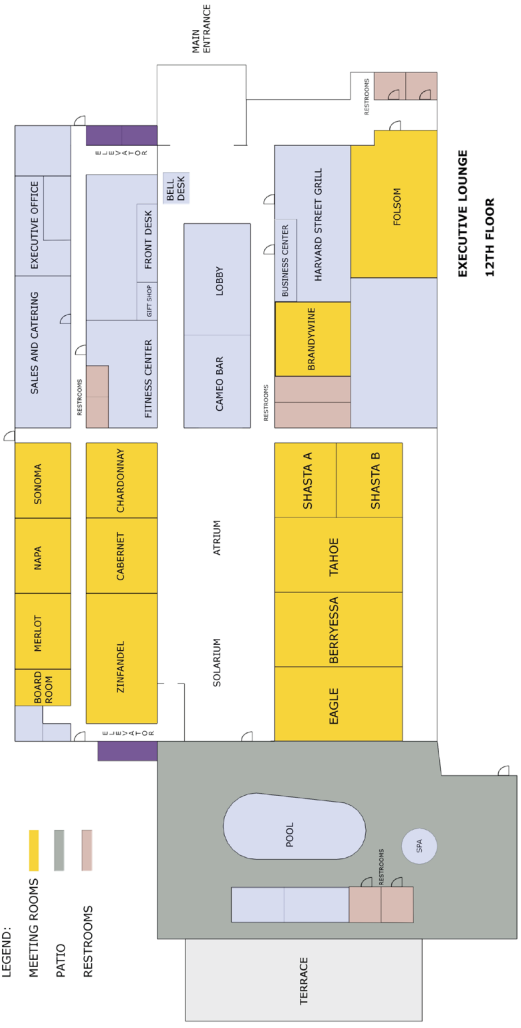 LEGEND:
MEETING ROOMS
PATIO
RESTROOMS
TERRACE
POOL
RESTROOMS
SPA
BOARD
ROOM
MERLOT
NAPA
SONOMA
SALES AND CATERING
EXECUTIVE OFFICE
RESTROOMS
ELEVATOR
ZINFANDEL
CABERNET
CHARDONNAY
FITNESS CENTER
GIFT SHOP
FRONT DESK
ELEVATOR
BELL
DESK
MAIN
ENTRANCE
SOLARIUM
ATRIUM
CAMEO BAR
LOBBY
RESTROOMS
EAGLE
BERRYESSA
TAHOE
SHASTA A
SHASTA B
BRANDYWINE
BUSINESS CENTER
HARVARD STREET GRILL
FOLSOM
RESTROOMS
EXECUTIVE LOUNGE
12TH FLOOR